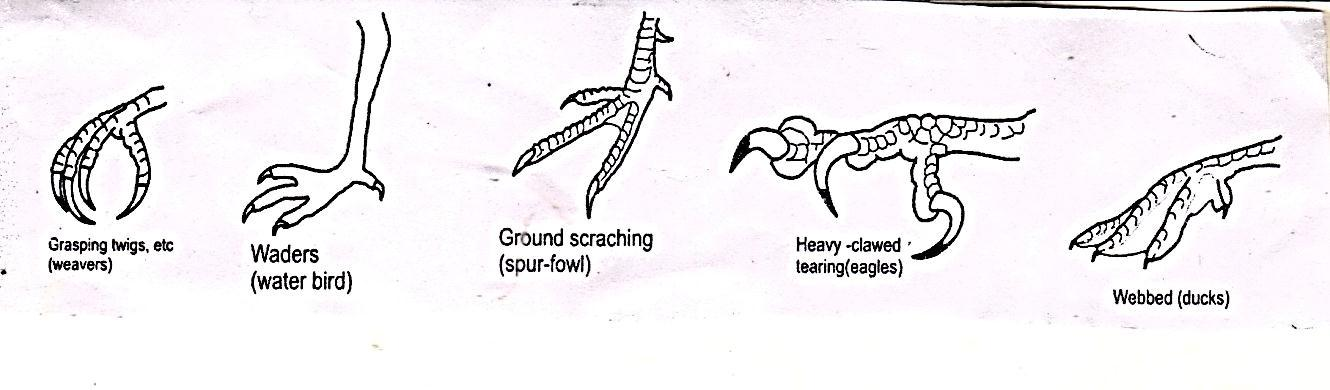 Grasping twigs, etc
(weavers)
Waders
(water bird)
Ground scraching
(spur-fowl)
Heavy -clawed
tearing(eagles)
Webbed (ducks)